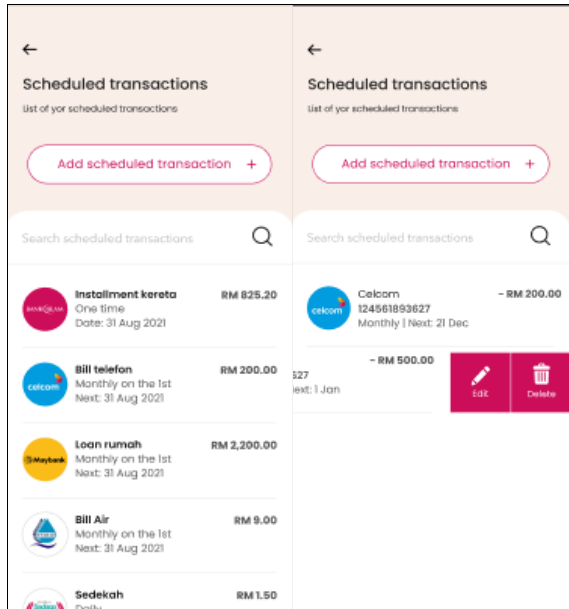 Scheduled transactions
List of yor scheduled transactions
Add scheduled transaction +
Search scheduled transactions
BANK ISLAM
Installment kereta
RM 825.20
One time
Date: 31 Aug 2021
celcom
Bill telefon
RM 200.00
Monthly on the 1st
Next: 31 Aug 2021
Maybank
Loan rumah
RM 2,200.00
Monthly on the 1st
Next: 31 Aug 2021
Bill Air
RM 9.00
Monthly on the 1st
Next: 31 Aug 2021
Sedekah
RM 1.50
Daily
Scheduled transactions
List of yor scheduled transactions
Add scheduled transaction +
Search scheduled transactions
celcom
Celcom
- RM 200.00
124561893627
Monthly | Next: 21 Dec
- RM 500.00
527
ext: 1 Jan
Edit
Delete